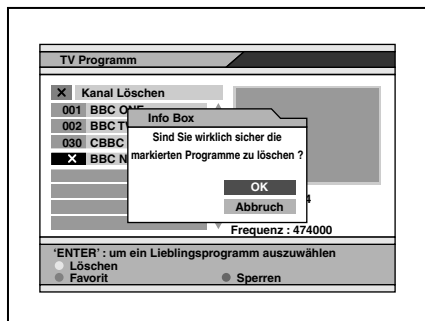 TV Programm
Kanal Löschen
001 BBC ONE
002 BBC T
030 CBBC
BBC N
Info Box
Sind Sie wirklich sicher die
markierten Programme zu löschen ?
OK
Abbruch
4
Frequenz : 474000
'ENTER' : um ein Lieblingsprogramm auszuwählen
Löschen
Favorit Sperren